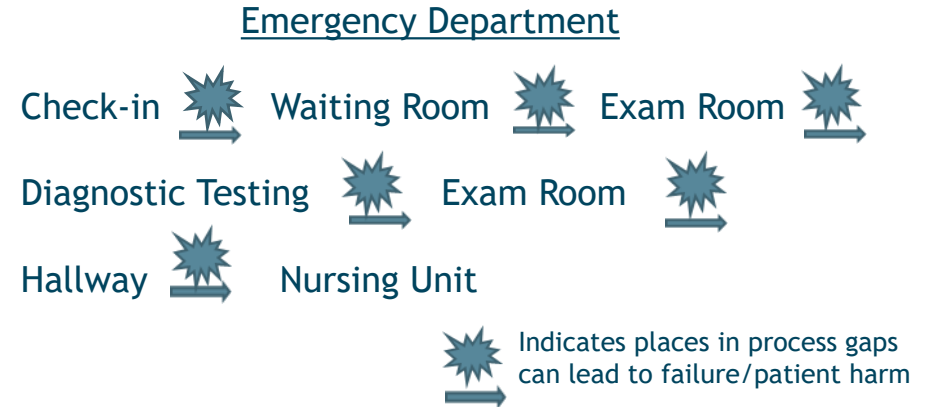 Emergency Department
Check-in Waiting Room Exam Room
Diagnostic Testing Exam Room
Hallway Nursing Unit
Indicates places in process gaps
can lead to failure/patient harm